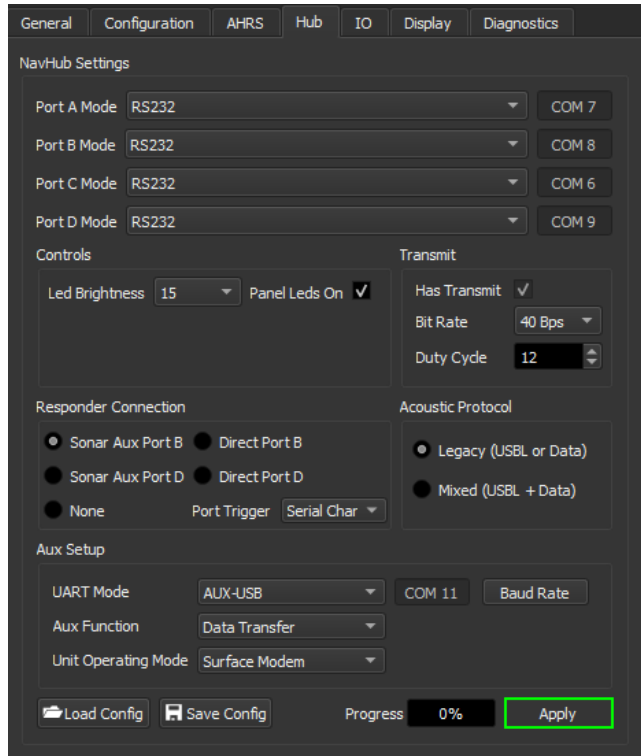 General Configuration AHRS Hub IO Display Diagnostics
NavHub Settings
Port A Mode RS232 COM 7
Port B Mode RS232 COM 8
Port C Mode RS232 COM 6
Port D Mode RS232 COM 9
Controls Transmit
Led Brightness 15 Panel Leds On Has Transmit
Bit Rate 40 Bps
Duty Cycle 12
Responder Connection Acoustic Protocol
Sonar Aux Port B Direct Port B Legacy (USBL or Data)
Sonar Aux Port D Direct Port D Mixed (USBL + Data)
None Port Trigger Serial Char
Aux Setup
UART Mode AUX-USB COM 11 Baud Rate
Aux Function Data Transfer
Unit Operating Mode Surface Modem
Load Config Save Config Progress 0% Apply